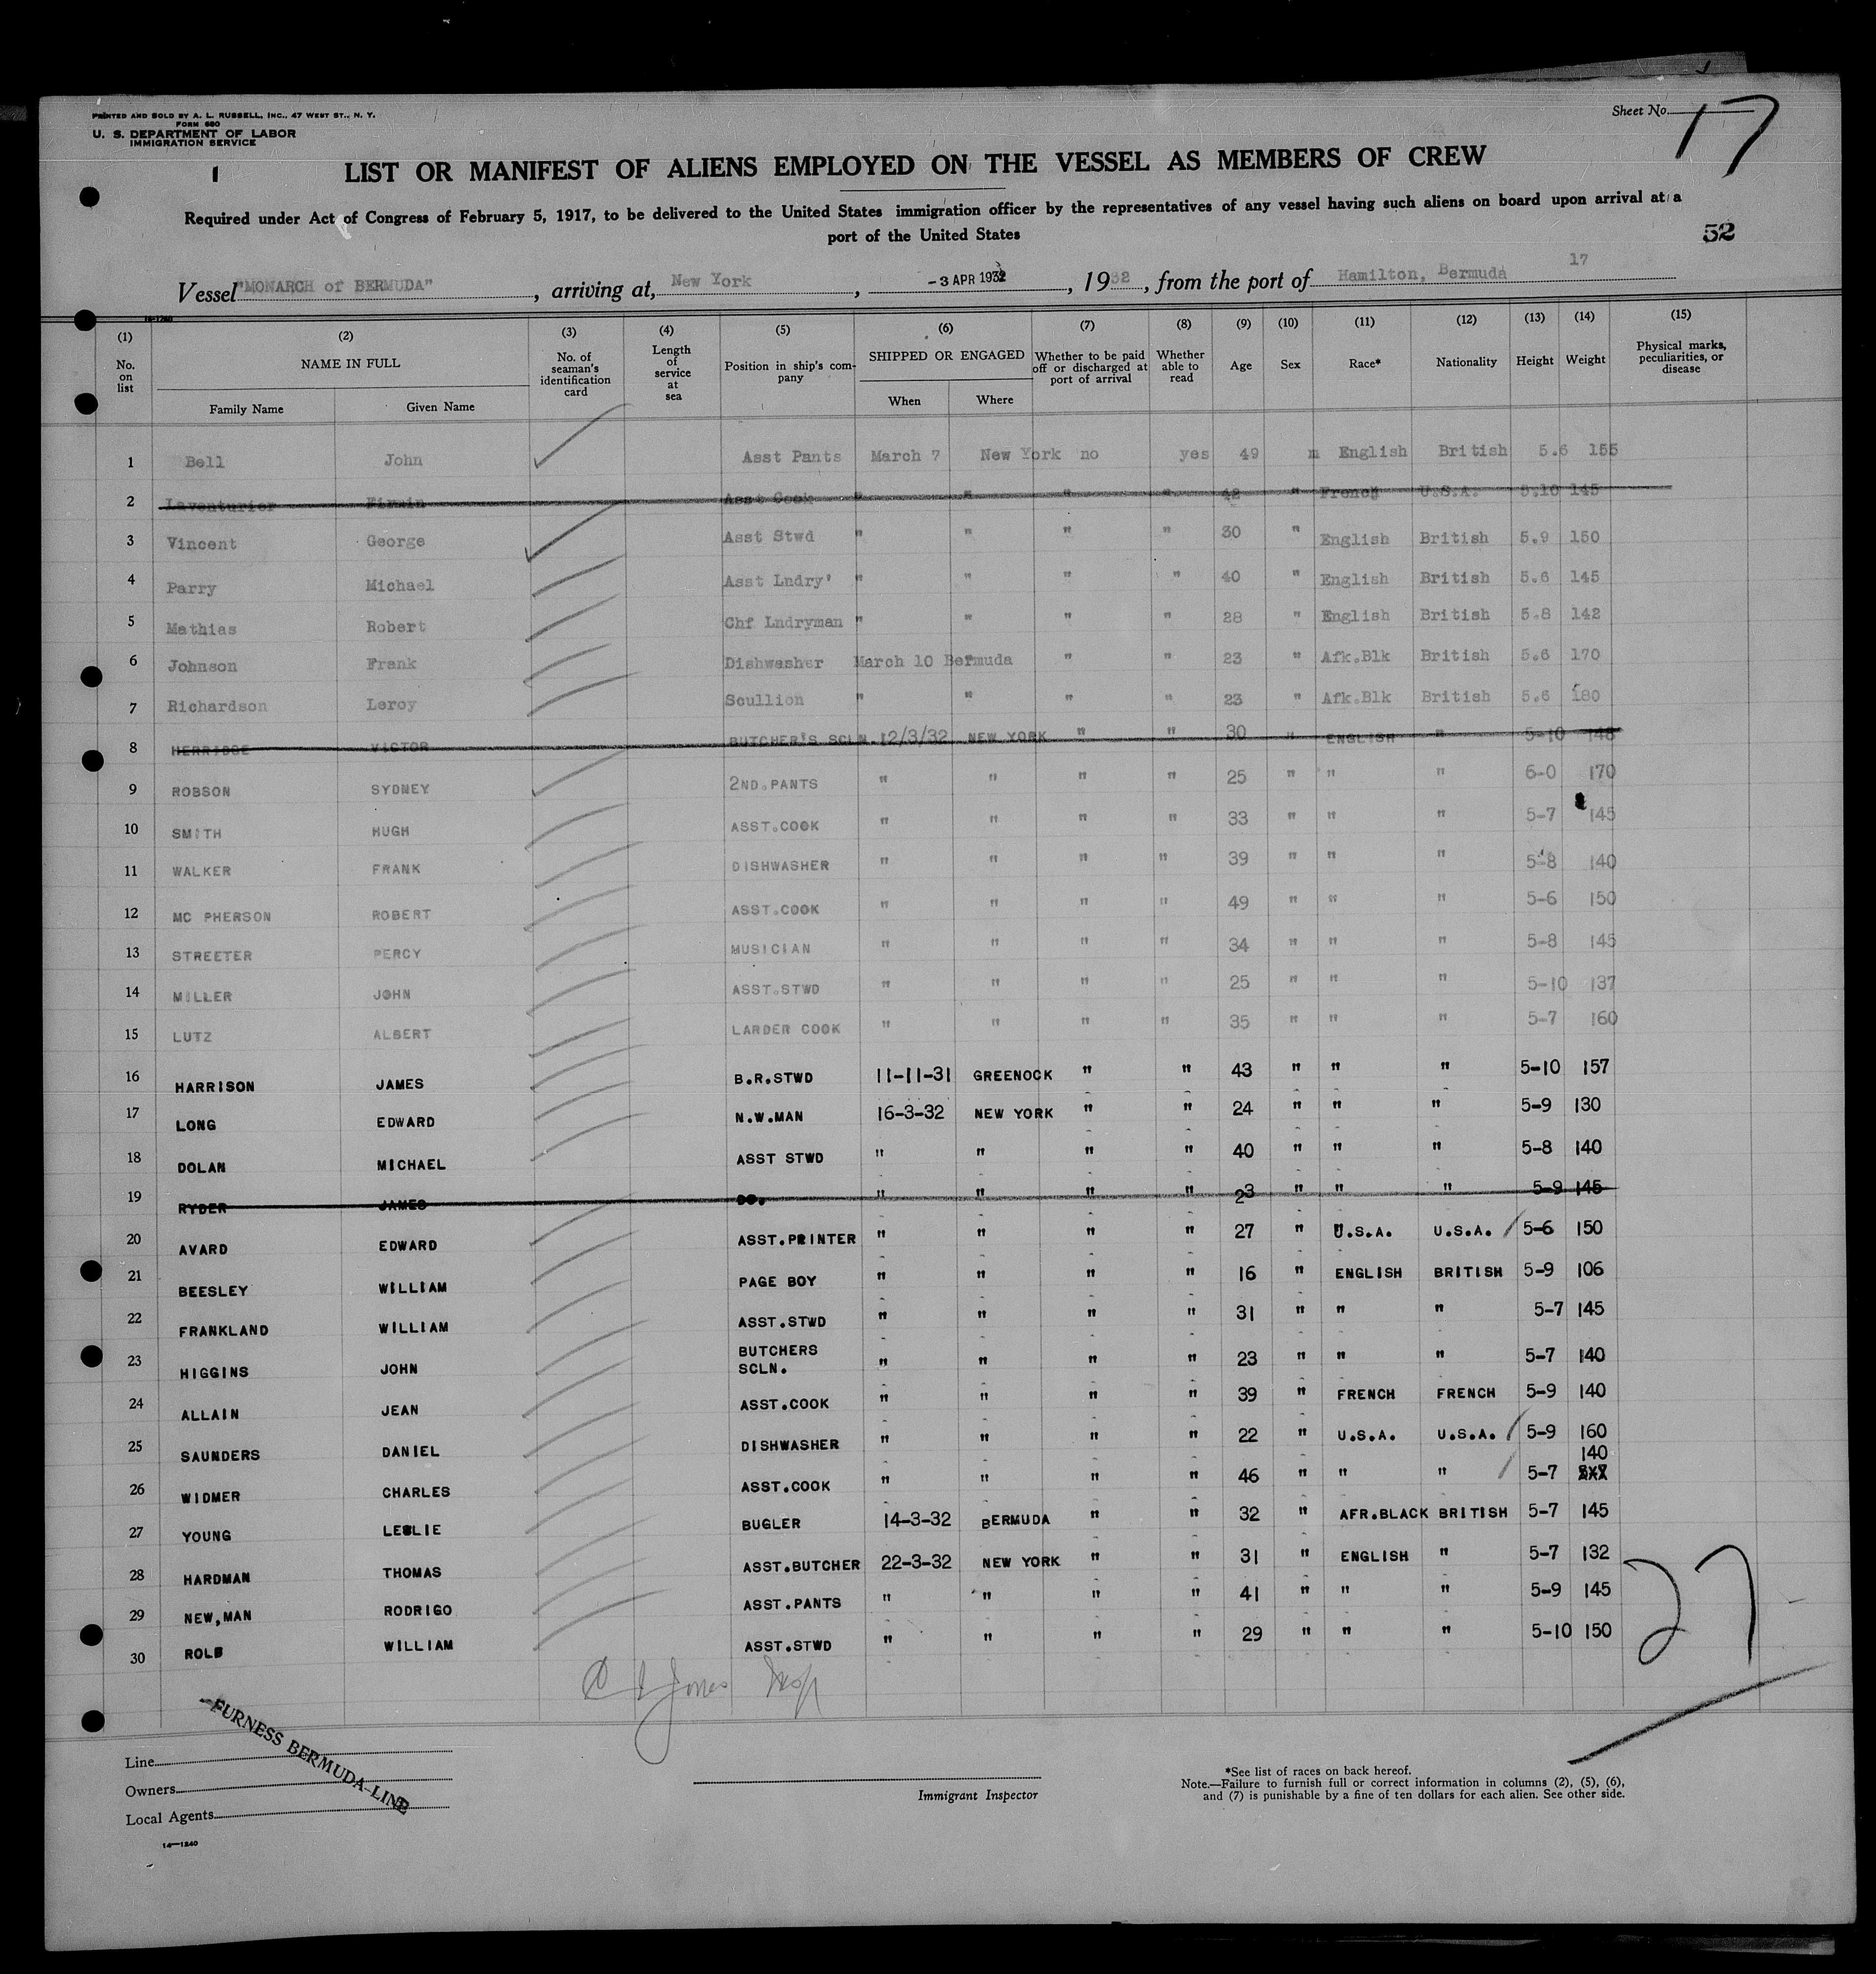 PRINTED AND SOLD BY A. L. RUSSELL, INC., 47 WEST ST., N. Y.
FORM 680
U. S. DEPARTMENT OF LABOR
IMMIGRATION SERVICE
Sheet No. 17
1
LIST OR MANIFEST OF ALIENS EMPLOYED ON THE VESSEL AS MEMBERS OF CREW
Required under Act of Congress of February 5, 1917, to be delivered to the United States immigration officer by the representatives of any vessel having such aliens on board upon arrival at a
port of the United States
52
17
Vessel "MONARCH of BERMUDA", arriving at, New York, -3 APR 1932, 1932, from the port of Hamilton, Bermuda
(1) (2) (3) (4) (5) (6) (7) (8) (9) (10) (11) (12) (13) (14) (15)
No. on list NAME IN FULL Family Name Given Name No. of seaman's identification card Length of service at sea Position in ship's company SHIPPED OR ENGAGED When Where Whether to be paid off or discharged at port of arrival Whether able to read Age Sex Race* Nationality Height Weight Physical marks, peculiarities, or disease
1 Bell John Asst Pants March 7 New York no yes 49 m English British 5.6 155
2 Laventurier Firmin Asst Cook " " " " 42 " French U.S.A. 5.10 145
3 Vincent George Asst Stwd " " " " 30 " English British 5.9 150
4 Parry Michael Asst Lndry' " " " " 40 " English British 5.6 145
5 Mathias Robert Chf Lndryman " " " " 28 " English British 5.8 142
6 Johnson Frank Dishwasher March 10 Bermuda " " 23 " Afk.Blk British 5.6 170
7 Richardson Leroy Scullion " " " " 23 " Afk.Blk British 5.6 180
8 HERRIDGE VICTOR BUTCHER'S SCLN. 12/3/32 NEW YORK " " 30 " ENGLISH " 5-10 148
9 ROBSON SYDNEY 2ND.PANTS " " " " 25 " " " 6-0 170
10 SMITH HUGH ASST.COOK " " " " 33 " " " 5-7 145
11 WALKER FRANK DISHWASHER " " " " 39 " " " 5-8 140
12 MC PHERSON ROBERT ASST.COOK " " " " 49 " " " 5-6 150
13 STREETER PERCY MUSICIAN " " " " 34 " " " 5-8 145
14 MILLER JOHN ASST.STWD " " " " 25 " " " 5-10 137
15 LUTZ ALBERT LARDER COOK " " " " 35 " " " 5-7 160
16 HARRISON JAMES B.R.STWD 11-11-31 GREENOCK " " 43 " " " 5-10 157
17 LONG EDWARD N.W.MAN 16-3-32 NEW YORK " " 24 " " " 5-9 130
18 DOLAN MICHAEL ASST STWD " " " " 40 " " " 5-8 140
19 RYDER JAMES DO. " " " " 23 " " " 5-9 145
20 AVARD EDWARD ASST.PRINTER " " " " 27 " U.S.A. U.S.A. 5-6 150
21 BEESLEY WILLIAM PAGE BOY " " " " 16 " ENGLISH BRITISH 5-9 106
22 FRANKLAND WILLIAM ASST.STWD " " " " 31 " " " 5-7 145
23 HIGGINS JOHN BUTCHERS SCLN. " " " " 23 " " " 5-7 140
24 ALLAIN JEAN ASST.COOK " " " " 39 " FRENCH FRENCH 5-9 140
25 SAUNDERS DANIEL DISHWASHER " " " " 22 " U.S.A. U.S.A. 5-9 160
26 WIDMER CHARLES ASST.COOK " " " " 46 " " " 5-7 140
27 YOUNG LESLIE BUGLER 14-3-32 BERMUDA " " 32 " AFR.BLACK BRITISH 5-7 145
28 HARDMAN THOMAS ASST.BUTCHER 22-3-32 NEW YORK " " 31 " ENGLISH " 5-7 132
29 NEW,MAN RODRIGO ASST.PANTS " " " " 41 " " " 5-9 145
30 ROLB WILLIAM ASST.STWD " " " " 29 " " " 5-10 150
27
Jones Insp
FURNESS BERMUDA LINE
Line
Owners
Local Agents
14—1240
Immigrant Inspector
*See list of races on back hereof.
Note.—Failure to furnish full or correct information in columns (2), (5), (6),
and (7) is punishable by a fine of ten dollars for each alien. See other side.